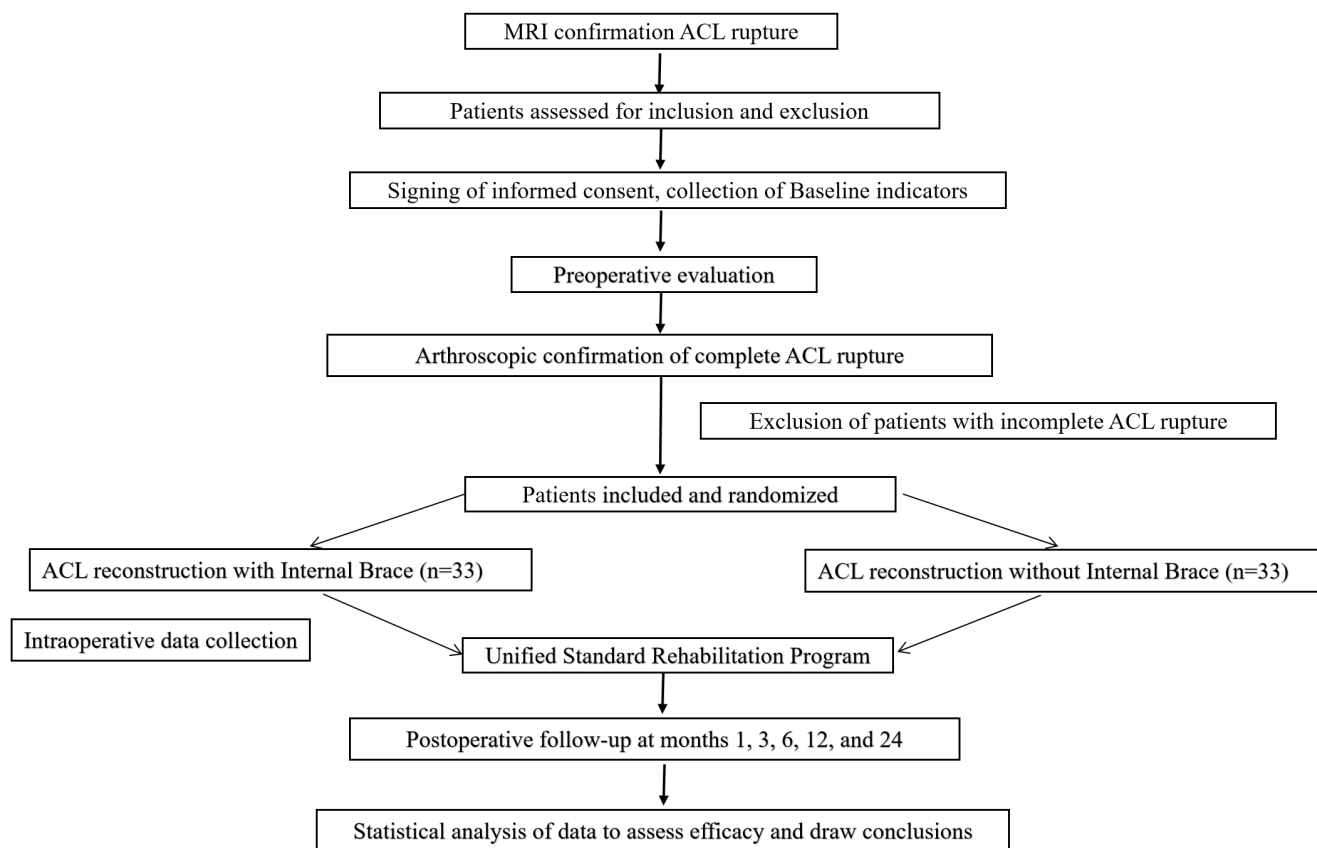 MRI confirmation ACL rupture
Patients assessed for inclusion and exclusion
Signing of informed consent, collection of Baseline indicators
Preoperative evaluation
Arthroscopic confirmation of complete ACL rupture
Exclusion of patients with incomplete ACL rupture
Patients included and randomized
ACL reconstruction with Internal Brace (n=33)
ACL reconstruction without Internal Brace (n=33)
Intraoperative data collection
Unified Standard Rehabilitation Program
Postoperative follow-up at months 1, 3, 6, 12, and 24
Statistical analysis of data to assess efficacy and draw conclusions